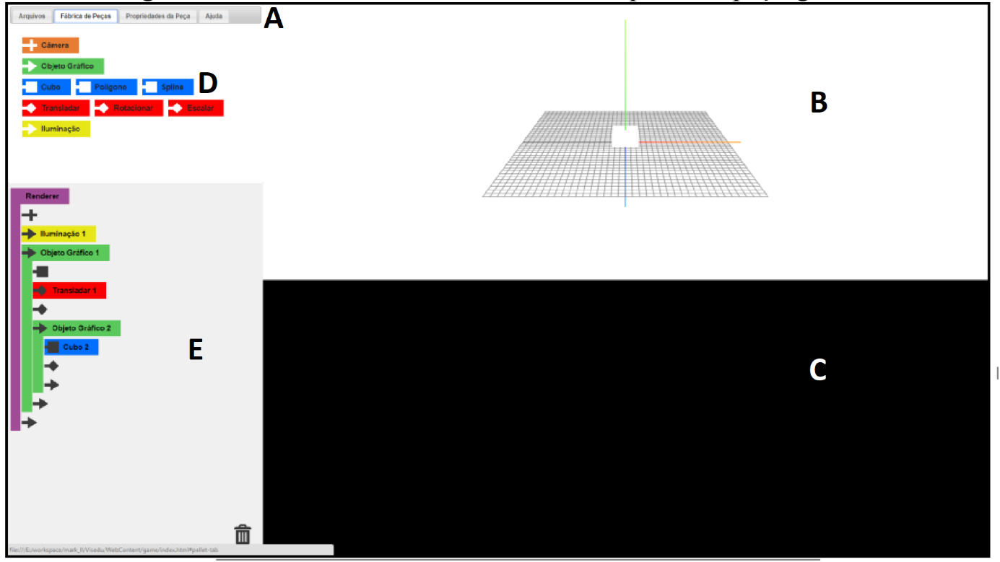 Arquivos Fábrica de Peças Propriedades da Peça Ajuda
A
Câmera
Objeto Gráfico
Cubo Polígono Spline
D
Transladar Rotacionar Escalar
Iluminação
B
Renderer
Iluminação 1
Objeto Gráfico 1
Transladar 1
Objeto Gráfico 2
Cubo 2
E
C
file:///E:/workspace/mark_II/Visedu/WebContent/game/index.html#pallet-tab